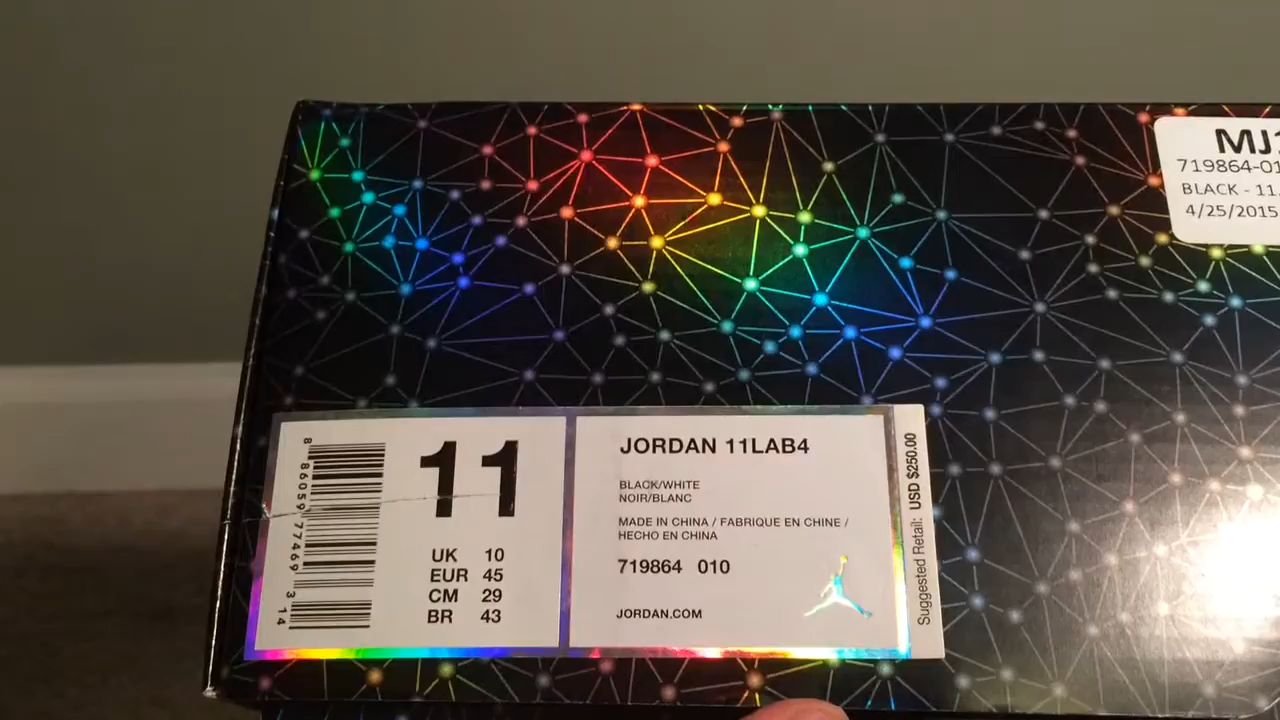 MJ
719864-01
BLACK - 11.
4/25/2015
8 86059 77469 3 14
11
UK 10
EUR 45
CM 29
BR 43
JORDAN 11LAB4
BLACK/WHITE
NOIR/BLANC
MADE IN CHINA / FABRIQUE EN CHINE /
HECHO EN CHINA
719864 010
JORDAN.COM
Suggested Retail: USD $250.00